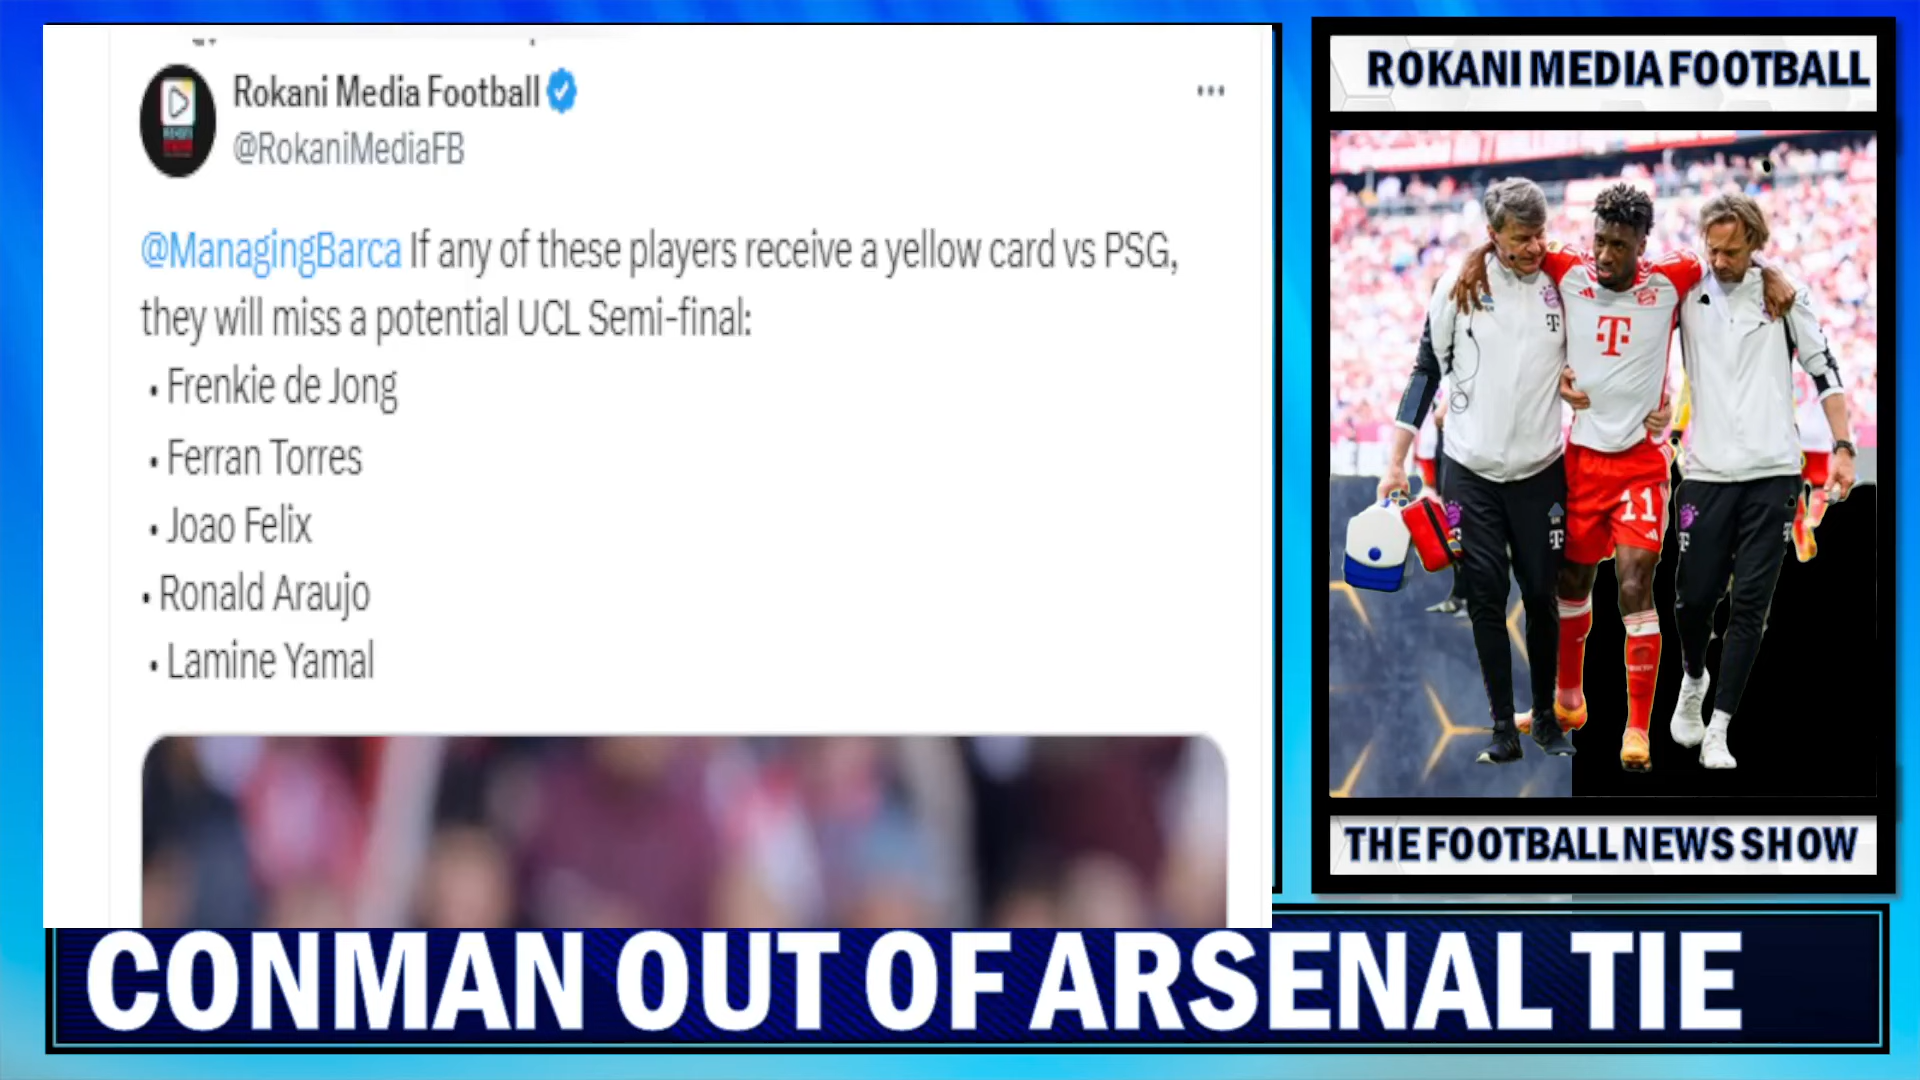 Rokani Media Football
@RokaniMediaFB
@ManagingBarca If any of these players receive a yellow card vs PSG,
they will miss a potential UCL Semi-final:
• Frenkie de Jong
• Ferran Torres
• Joao Felix
• Ronald Araujo
• Lamine Yamal
ROKANI MEDIA FOOTBALL
T
11
T
T
T
THE FOOTBALL NEWS SHOW
CONMAN OUT OF ARSENAL TIE